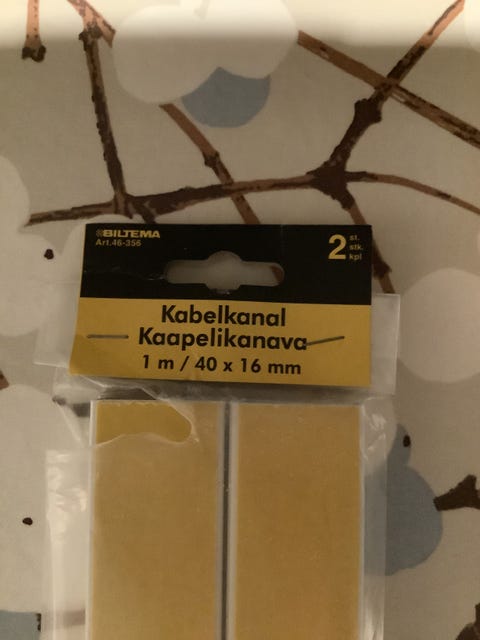 BILTEMA
Art.46-356
2 st.
stk.
kpl
Kabelkanal
Kaapelikanava
1 m / 40 x 16 mm